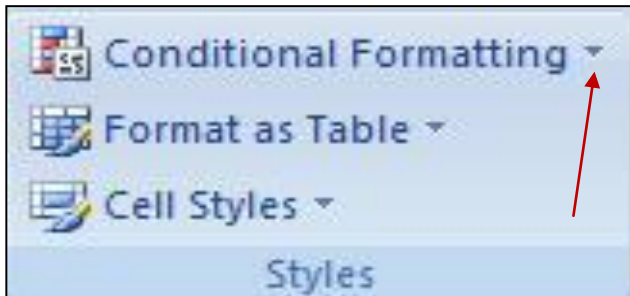 Conditional Formatting
Format as Table
Cell Styles
Styles